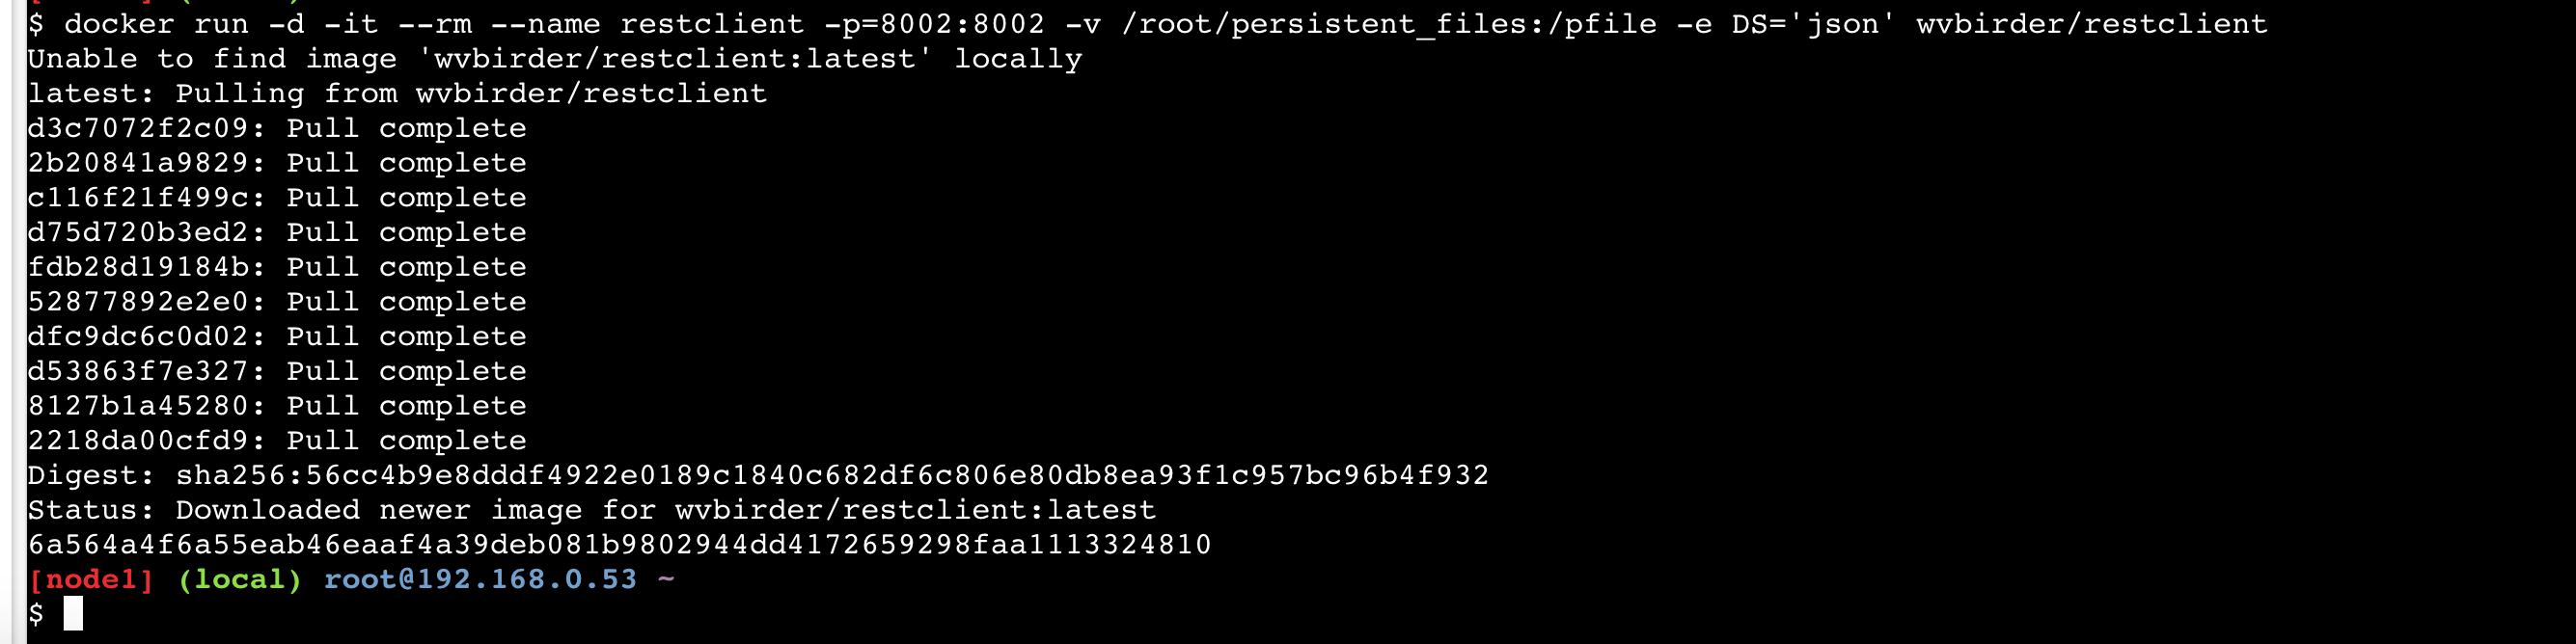 $ docker run -d -it --rm --name restclient -p=8002:8002 -v /root/persistent_files:/pfile -e DS='json' wvbirder/restclient
Unable to find image 'wvbirder/restclient:latest' locally
latest: Pulling from wvbirder/restclient
d3c7072f2c09: Pull complete
2b20841a9829: Pull complete
c116f21f499c: Pull complete
d75d720b3ed2: Pull complete
fdb28d19184b: Pull complete
52877892e2e0: Pull complete
dfc9dc6c0d02: Pull complete
d53863f7e327: Pull complete
8127b1a45280: Pull complete
2218da00cfd9: Pull complete
Digest: sha256:56cc4b9e8dddf4922e0189c1840c682df6c806e80db8ea93f1c957bc96b4f932
Status: Downloaded newer image for wvbirder/restclient:latest
6a564a4f6a55eab46eaaf4a39deb081b9802944dd4172659298faa1113324810
[node1] (local) root@192.168.0.53 ~
$